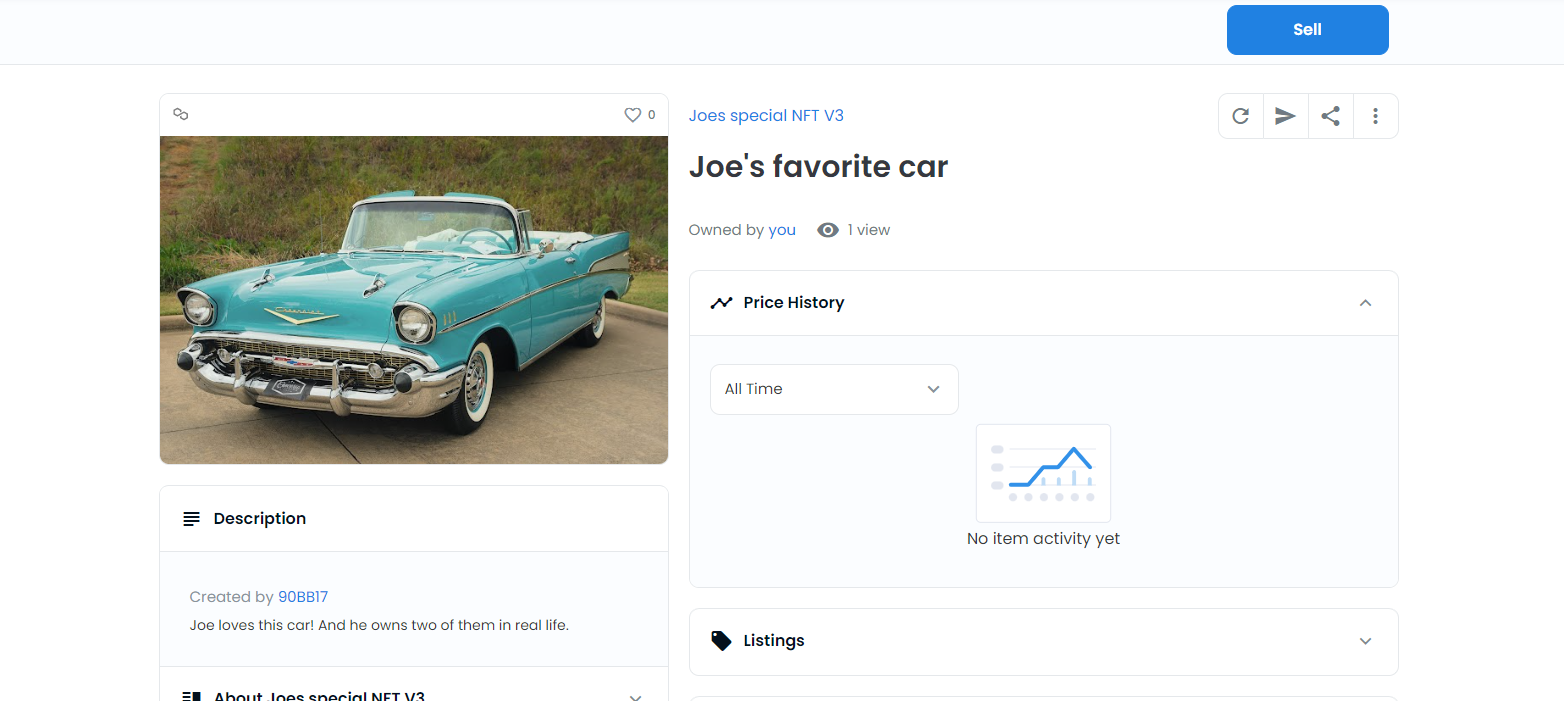 Sell
0
Joes special NFT V3
Joe's favorite car
Owned by you
1 view
Price History
All Time
No item activity yet
Description
Created by 90BB17
Joe loves this car! And he owns two of them in real life.
Listings
About Joes special NFT V3